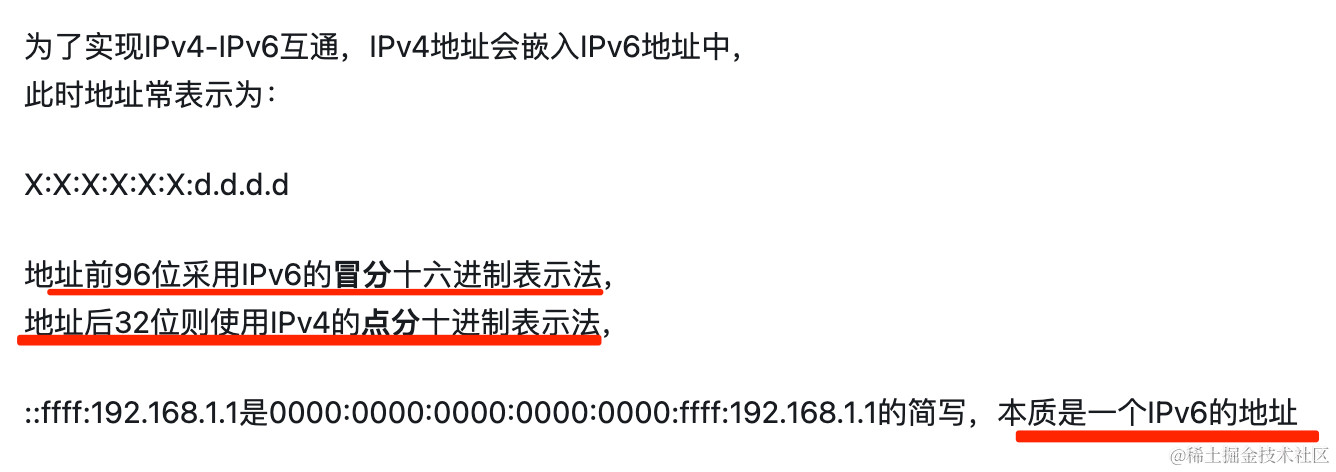 为了实现IPv4-IPv6互通，IPv4地址会嵌入IPv6地址中，
此时地址常表示为：
X:X:X:X:X:X:d.d.d.d
地址前96位采用IPv6的冒分十六进制表示法，
地址后32位则使用IPv4的点分十进制表示法，
::ffff:192.168.1.1是0000:0000:0000:0000:0000:ffff:192.168.1.1的简写，本质是一个IPv6的地址
@稀土掘金技术社区